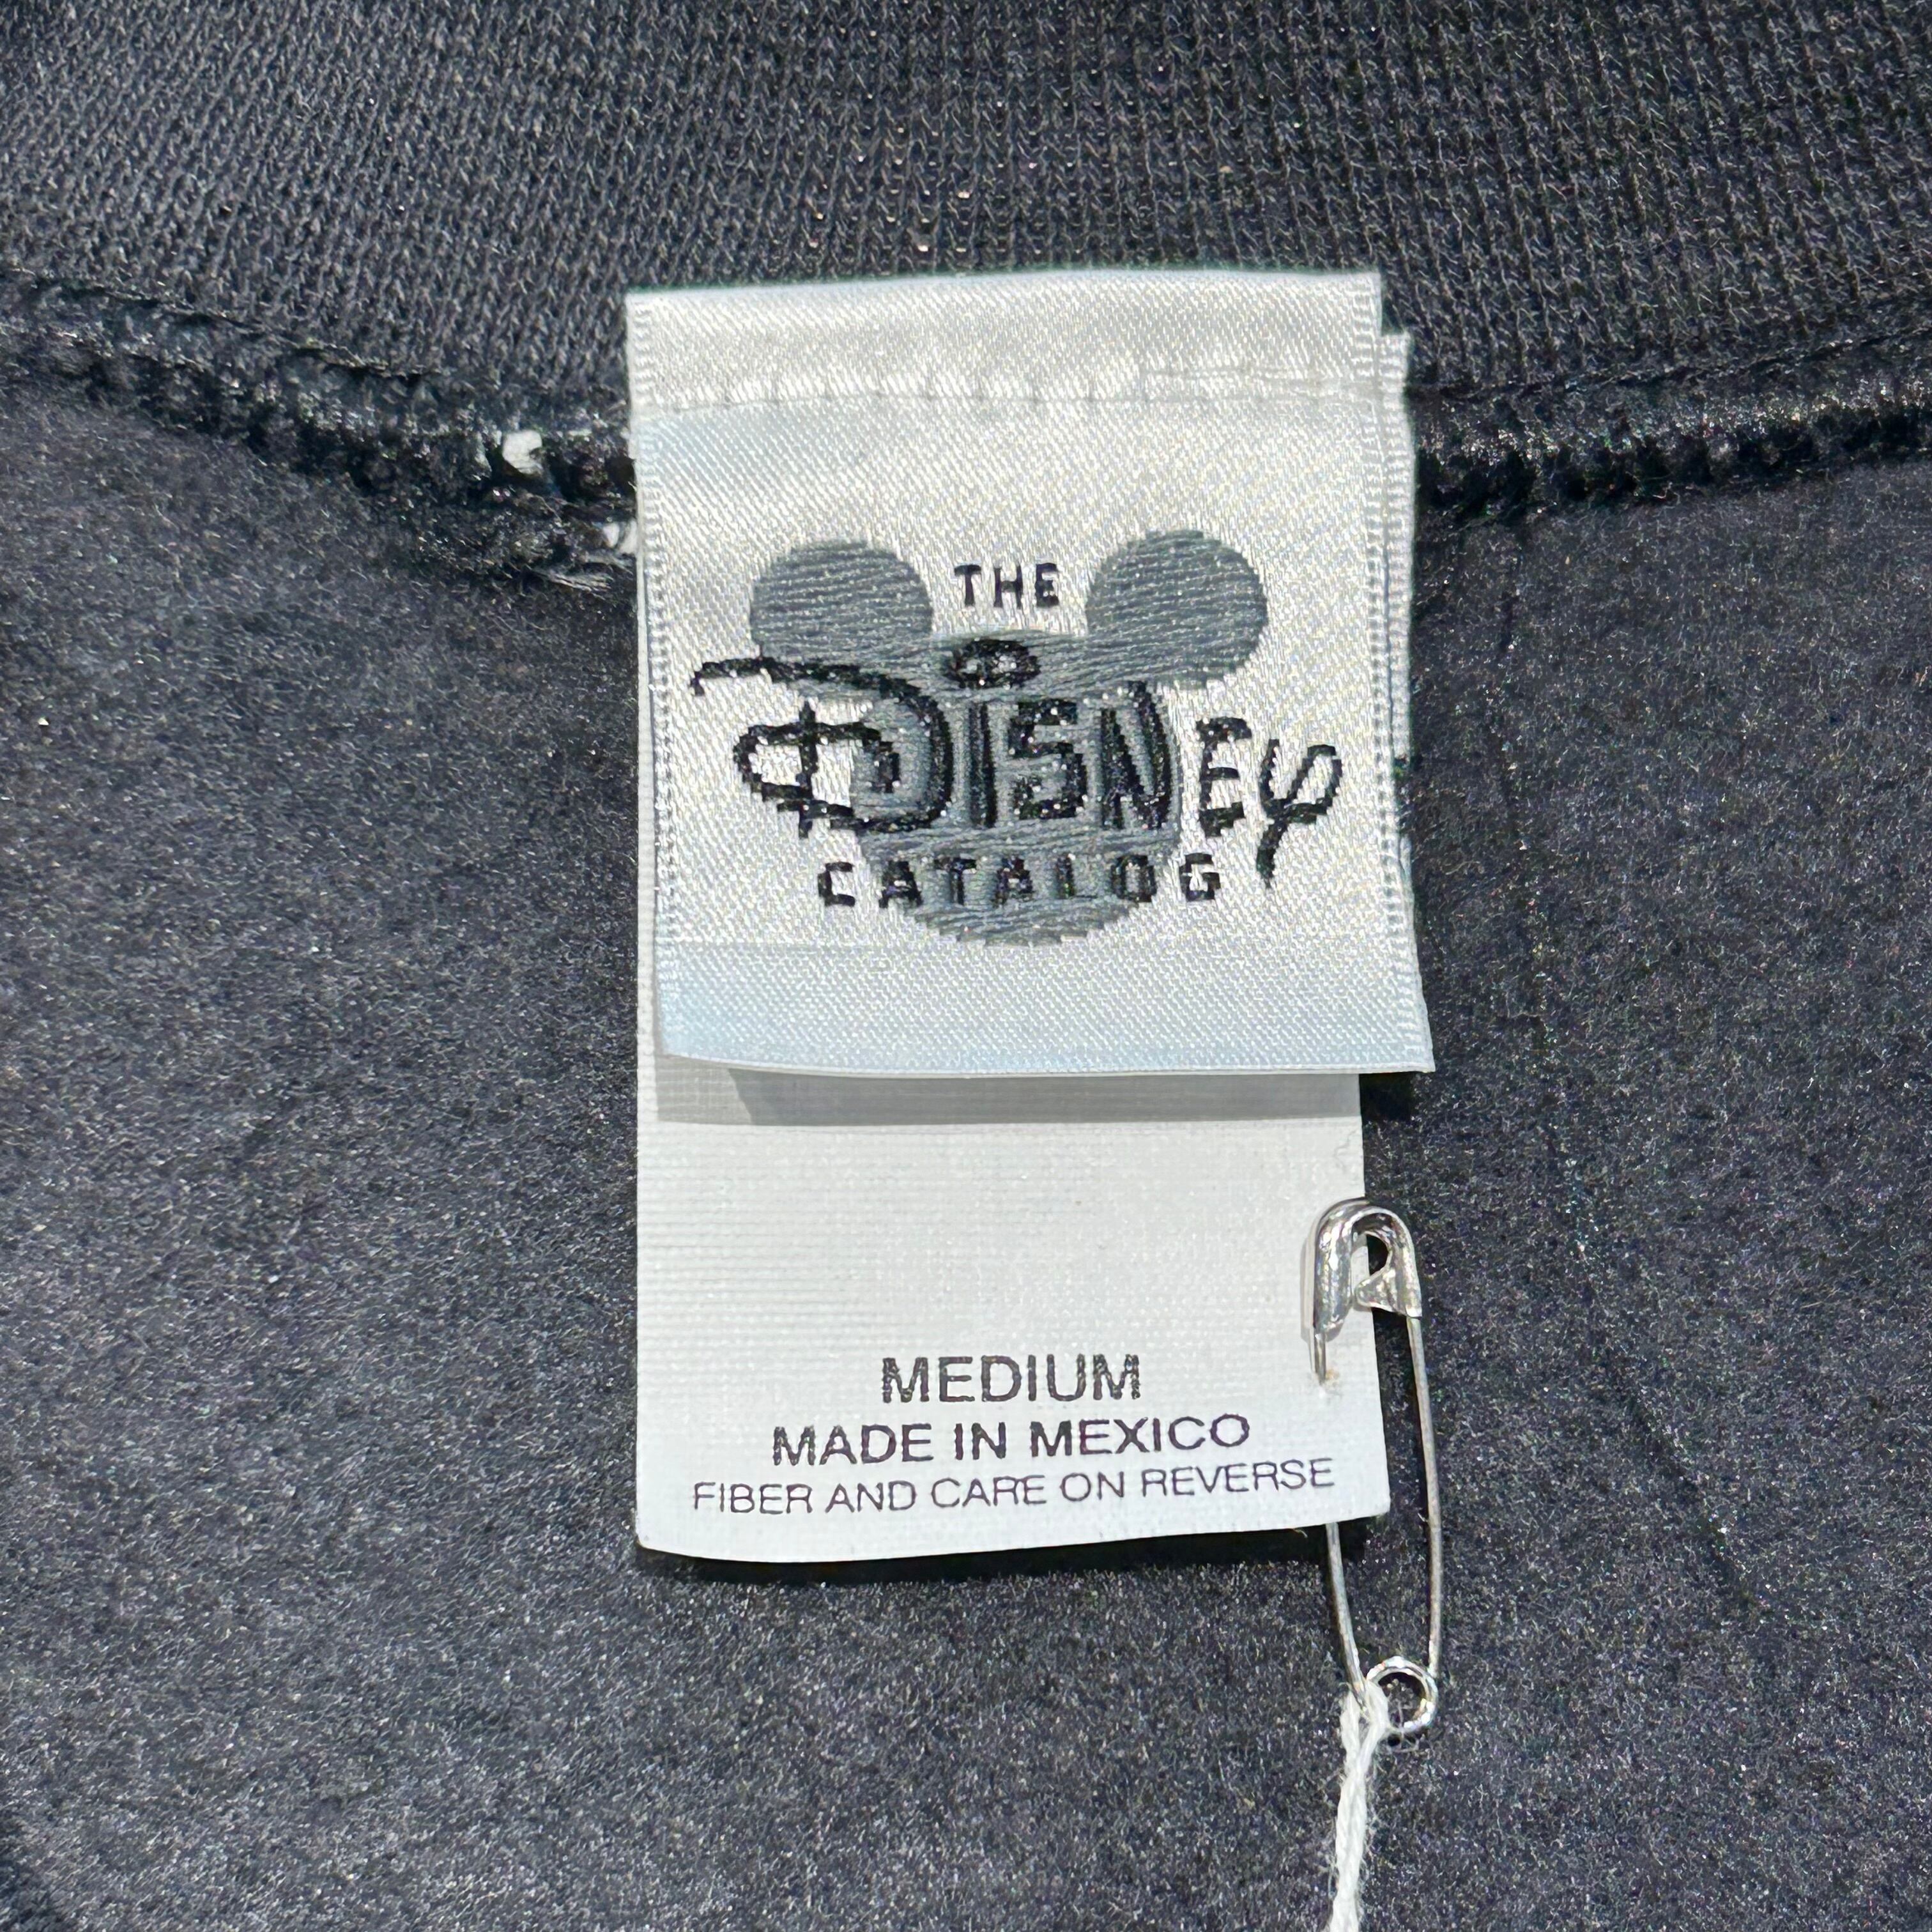 THE
DISNEY
CATALOG
MEDIUM
MADE IN MEXICO
FIBER AND CARE ON REVERSE